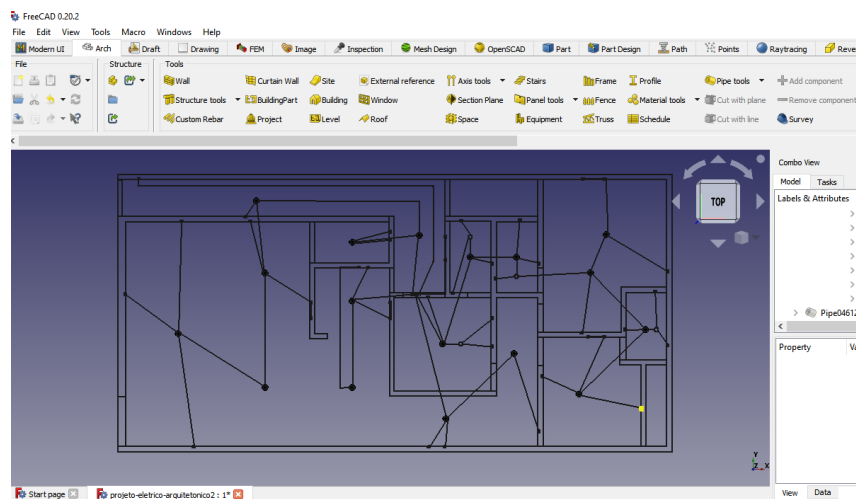 FreeCAD 0.20.2
File Edit View Tools Macro Windows Help
Modern UI Arch Draft Drawing FEM Image Inspection Mesh Design OpenSCAD Part Part Design Path Points Raytracing Reve
File Structure Tools
Wall Curtain Wall Site External reference Axis tools Stairs Frame Profile Pipe tools Add component
Structure tools BuildingPart Building Window Section Plane Panel tools Fence Material tools Cut with plane Remove component
Custom Rebar Project Level Roof Space Equipment Truss Schedule Cut with line Survey
Combo View
Model Tasks
Labels & Attributes
TOP
Pipe04612
Property Va
Y
Z X
Start page projeto-eletrico-arquitetonico2 : 1*
View Data